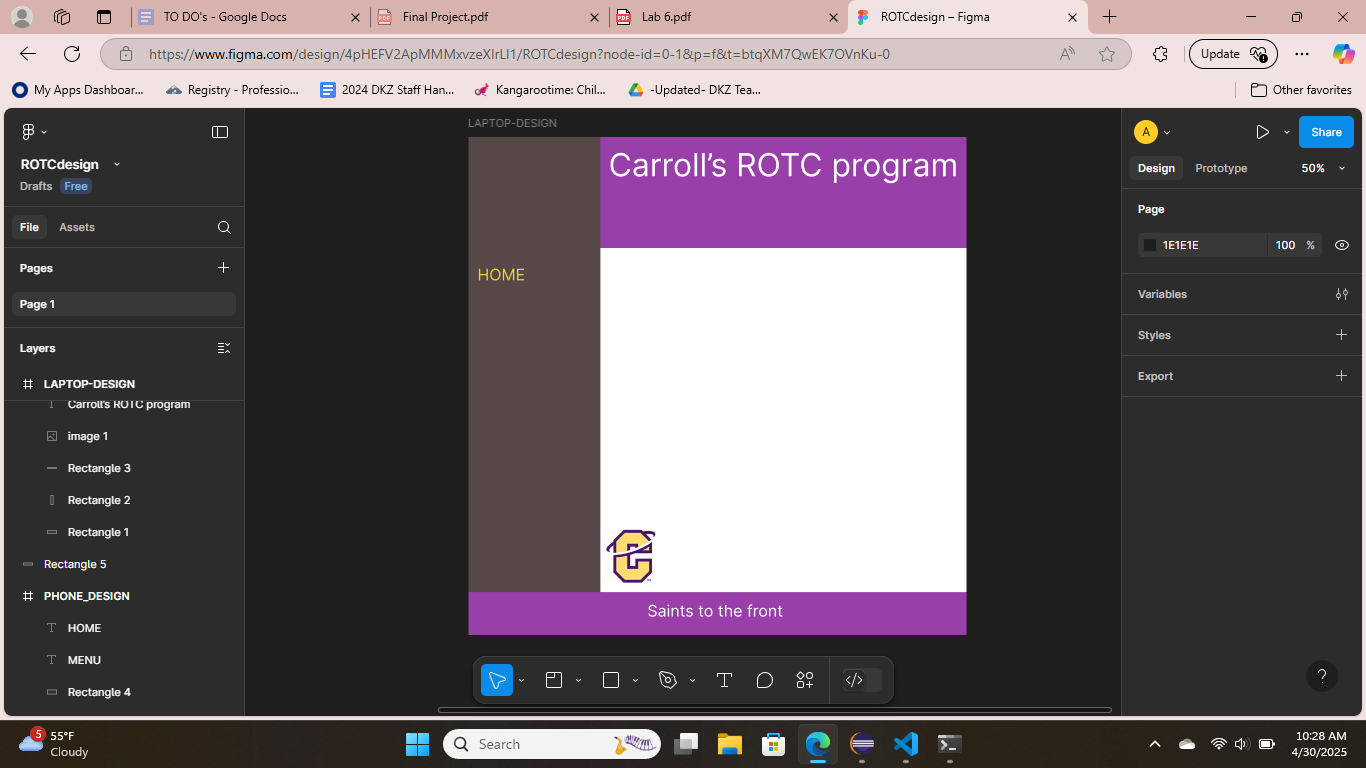 TO DO's - Google Docs
Final Project.pdf
Lab 6.pdf
ROTCdesign – Figma
https://www.figma.com/design/4pHEFV2ApMMMxvzeXIrLI1/ROTCdesign?node-id=0-1&p=f&t=btqXM7QwEK7OVnKu-0
Update
My Apps Dashboar...
Registry - Professio...
2024 DKZ Staff Han...
Kangarootime: Chil...
-Updated- DKZ Tea...
Other favorites
ROTCdesign
Drafts Free
File Assets
Pages
Page 1
Layers
LAPTOP-DESIGN
Carroll's ROTC program
image 1
Rectangle 3
Rectangle 2
Rectangle 1
Rectangle 5
PHONE_DESIGN
HOME
MENU
Rectangle 4
LAPTOP-DESIGN
Carroll's ROTC program
HOME
C
Saints to the front
A
Share
Design Prototype 50%
Page
1E1E1E 100 %
Variables
Styles
Export
?
5
55°F
Cloudy
Search
10:28 AM
4/30/2025